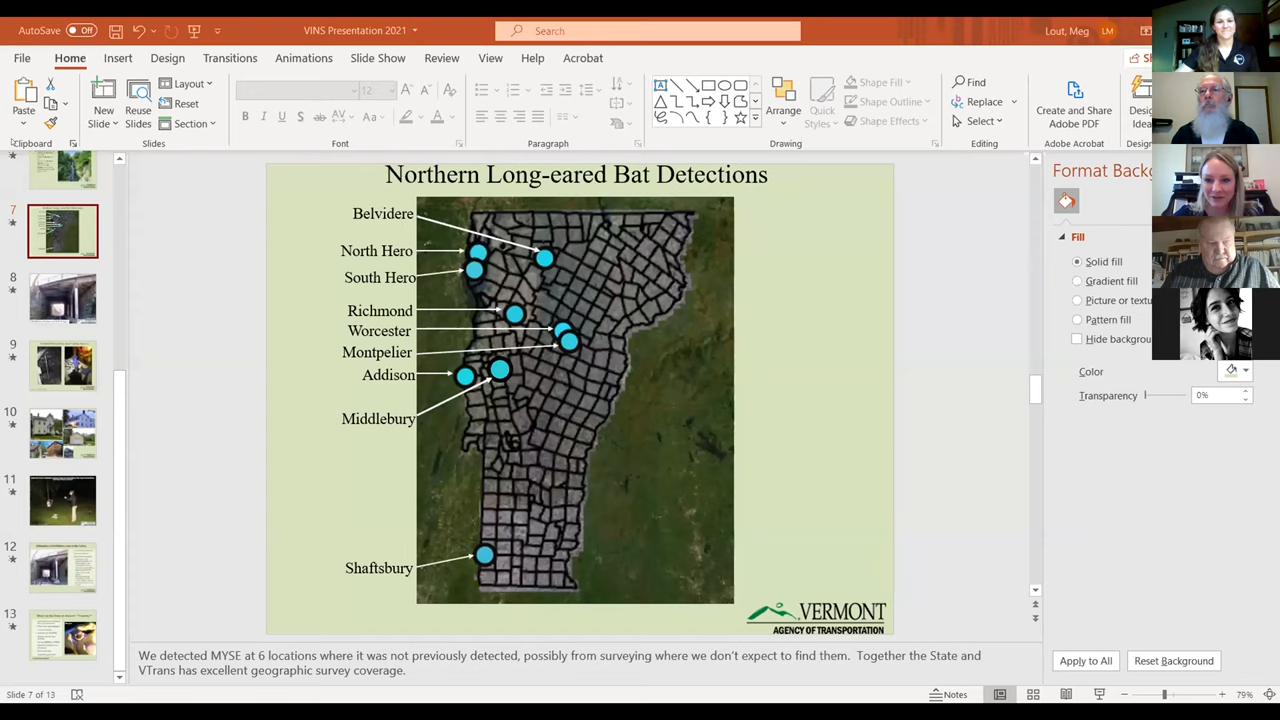 AutoSave Off
VINS Presentation 2021
Search
Lout, Meg LM
File Home Insert Design Transitions Animations Slide Show Review View Help Acrobat
Paste
New Slide
Reuse Slides
Layout
Reset
Section
12
Aa
Arrange
Quick Styles
Shape Fill
Shape Outline
Shape Effects
Find
Replace
Select
Create and Share Adobe PDF
Clipboard Slides Font Paragraph Drawing Editing Adobe Acrobat
7
8
9
10
11
12
13
Northern Long-eared Bat Detections
Belvidere
North Hero
South Hero
Richmond
Worcester
Montpelier
Addison
Middlebury
Shaftsbury
VERMONT
AGENCY OF TRANSPORTATION
We detected MYSE at 6 locations where it was not previously detected, possibly from surveying where we don't expect to find them. Together the State and
VTrans has excellent geographic survey coverage.
Fill
Solid fill
Gradient fill
Pattern fill
Color
Transparency 0%
Apply to All Reset Background
Slide 7 of 13
Notes
79%